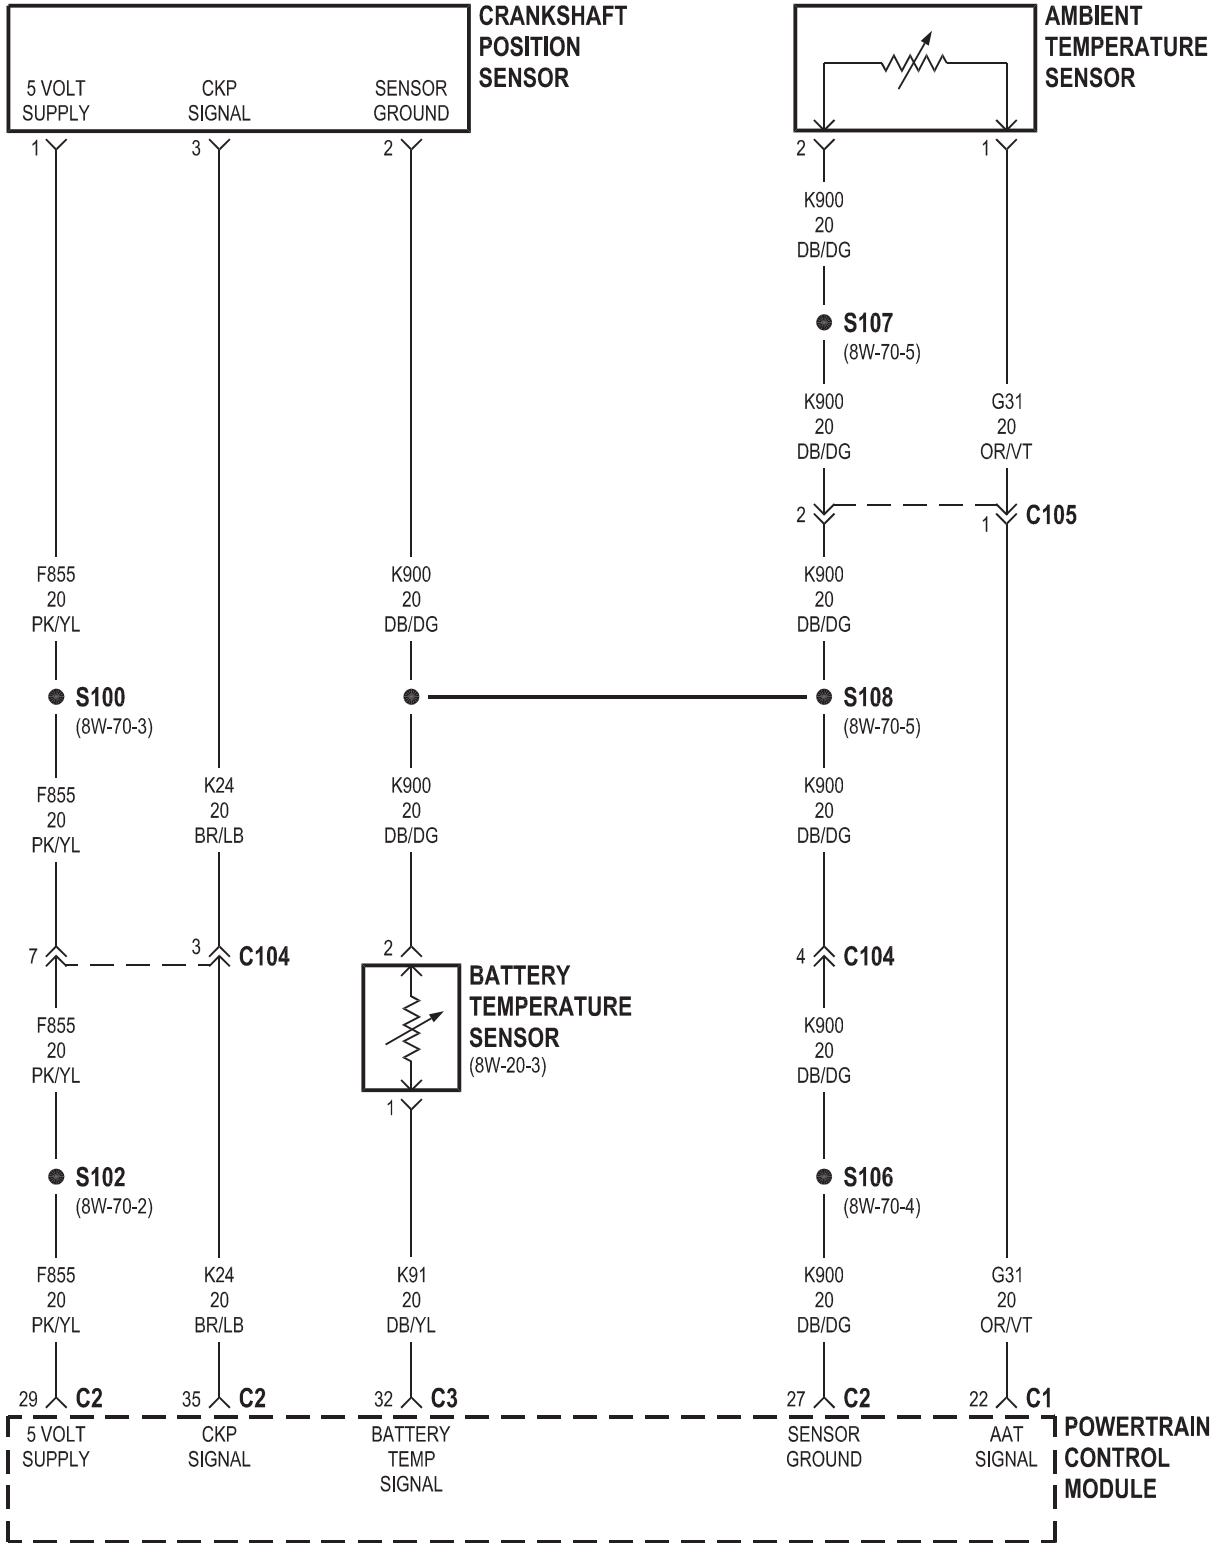 CRANKSHAFT
POSITION
SENSOR
5 VOLT
SUPPLY
CKP
SIGNAL
SENSOR
GROUND
1
3
2
AMBIENT
TEMPERATURE
SENSOR
2
1
K900
20
DB/DG
S107
(8W-70-5)
K900
20
DB/DG
G31
20
OR/VT
2
1
C105
F855
20
PK/YL
K900
20
DB/DG
K900
20
DB/DG
S100
(8W-70-3)
S108
(8W-70-5)
F855
20
PK/YL
K24
20
BR/LB
K900
20
DB/DG
K900
20
DB/DG
7
3
C104
2
4
C104
BATTERY
TEMPERATURE
SENSOR
(8W-20-3)
1
F855
20
PK/YL
K900
20
DB/DG
S102
(8W-70-2)
S106
(8W-70-4)
F855
20
PK/YL
K24
20
BR/LB
K91
20
DB/YL
K900
20
DB/DG
G31
20
OR/VT
29 C2
35 C2
32 C3
27 C2
22 C1
5 VOLT
SUPPLY
CKP
SIGNAL
BATTERY
TEMP
SIGNAL
SENSOR
GROUND
AAT
SIGNAL
POWERTRAIN
CONTROL
MODULE